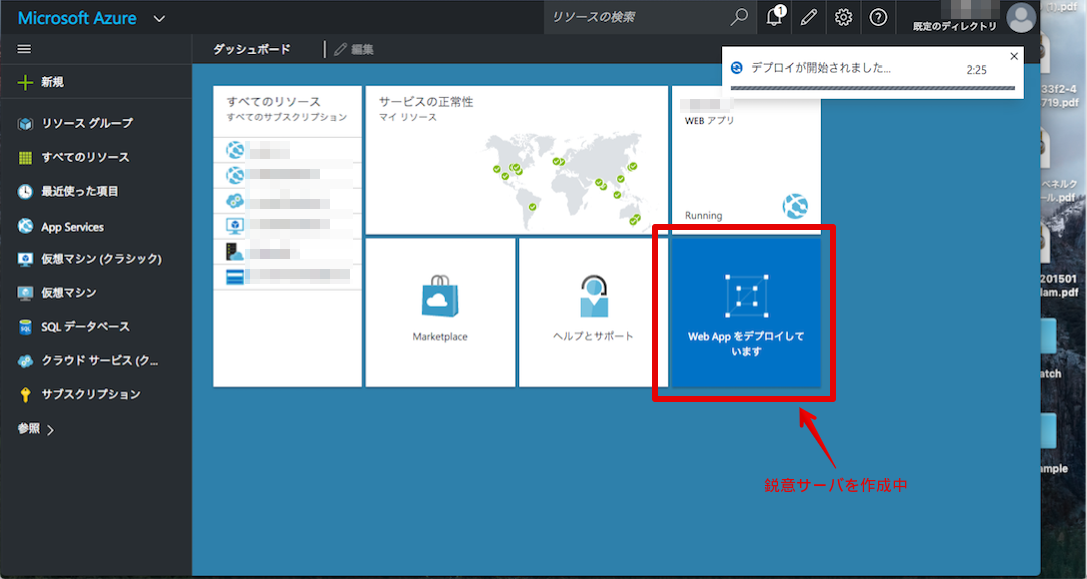 Microsoft Azure
リソースの検索
1
既定のディレクトリ
ダッシュボード
編集
デプロイが開始されました...
2:25
新規
リソース グループ
すべてのリソース
最近使った項目
App Services
仮想マシン (クラシック)
仮想マシン
SQL データベース
クラウド サービス (ク...
サブスクリプション
参照
すべてのリソース
すべてのサブスクリプション
サービスの正常性
マイ リソース
WEB アプリ
Running
Marketplace
ヘルプとサポート
Web App をデプロイして
います
鋭意サーバを作成中
.pdf
33f2-4
719.pdf
ベネルク
ール.pdf
201501
lam.pdf
atch
mple